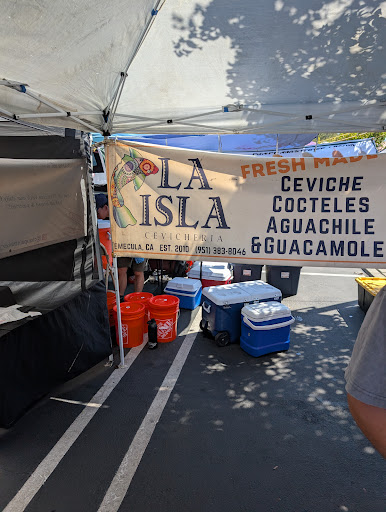 LA
ISLA
CEVICHERIA
TEMECULA, CA EST. 2010 (951) 383-8046
FRESH MADE
CEVICHE
COCTELES
AGUACHILE
&GUACAMOLE